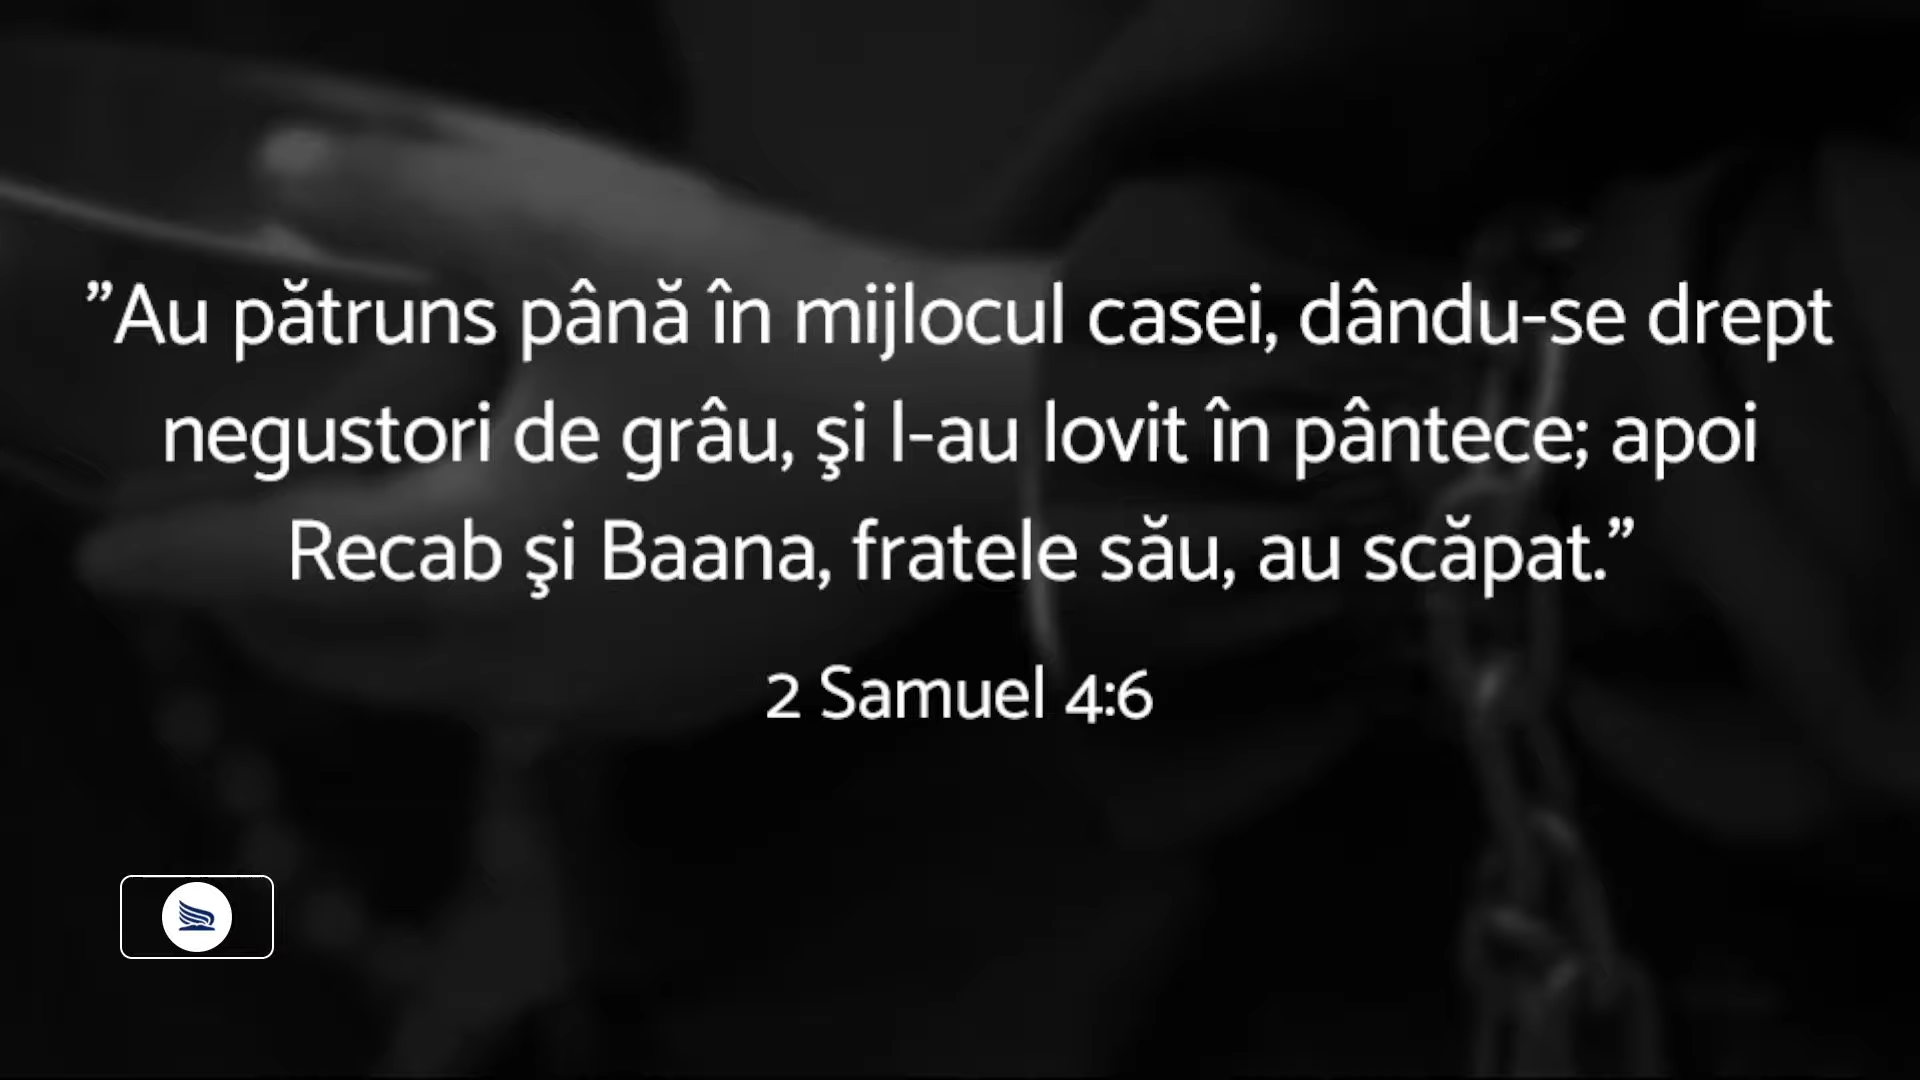 ”Au pătruns până în mijlocul casei, dându-se drept
negustori de grâu, şi l-au lovit în pântece; apoi
Recab şi Baana, fratele său, au scăpat.”
2 Samuel 4:6